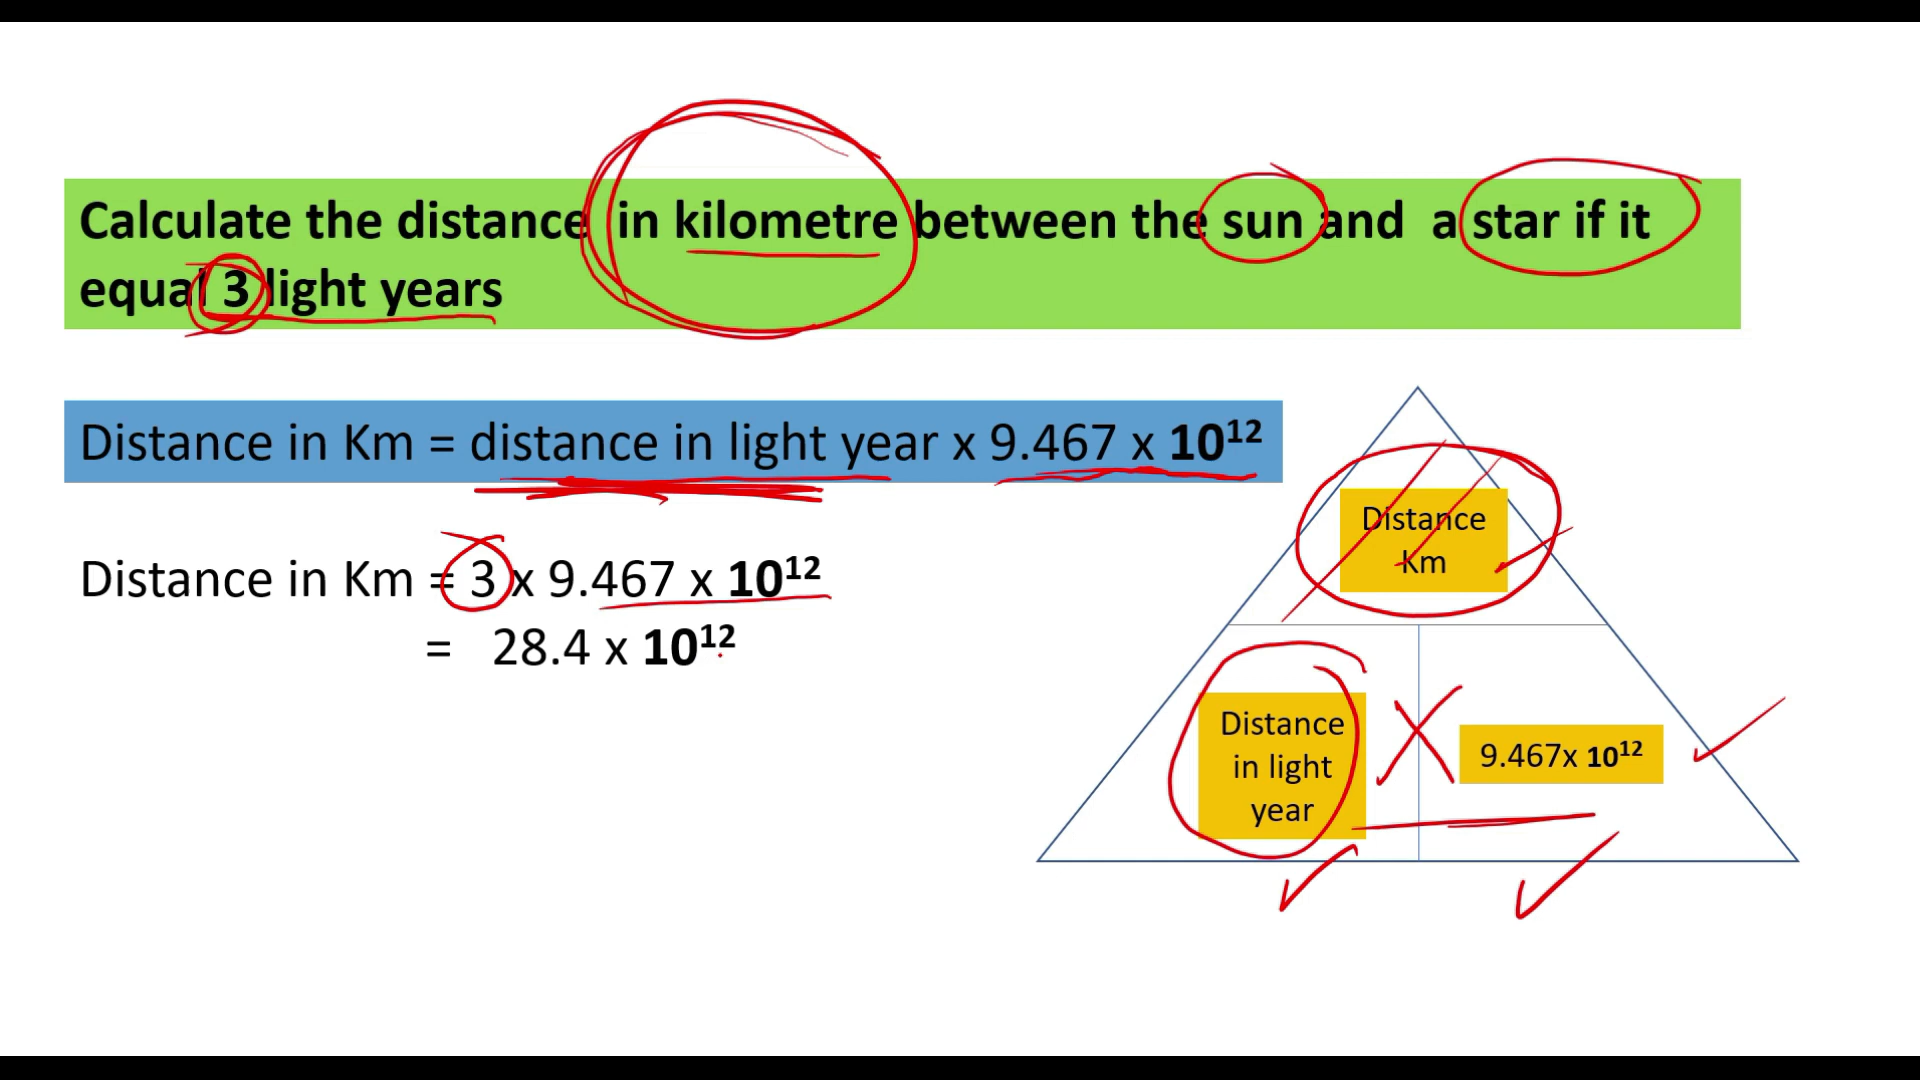 Calculate the distance in kilometre between the sun and a star if it
equal 3 light years
Distance in Km = distance in light year x 9.467 x 10¹²
Distance in Km = 3 x 9.467 x 10¹²
= 28.4 x 10¹²
Distance
Km
Distance
in light
year
X
9.467x 10¹²